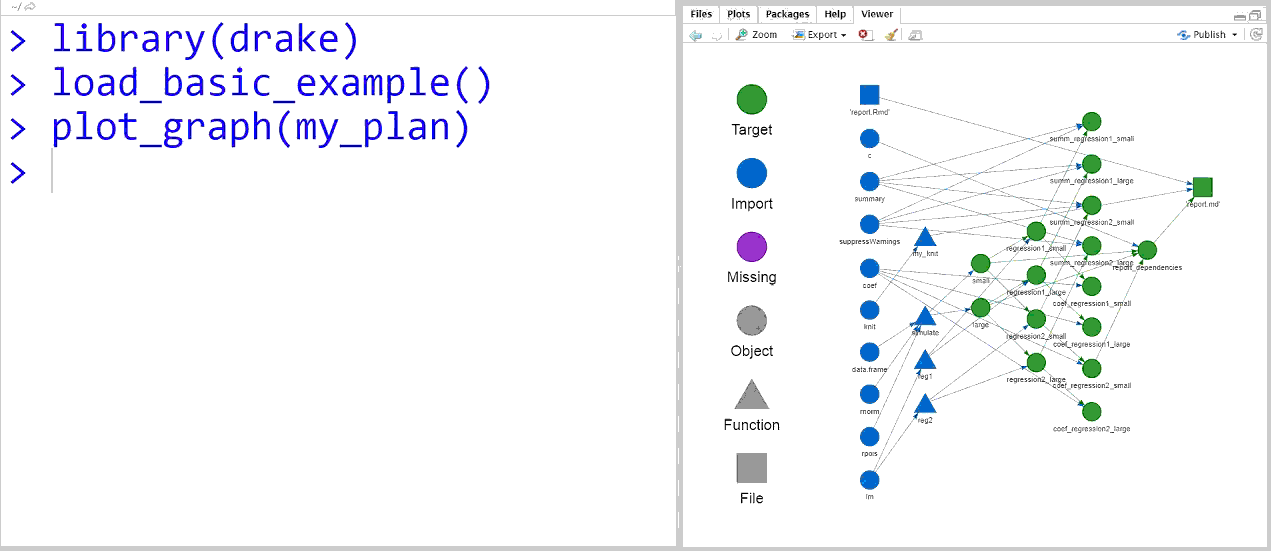 ~/
> library(drake)
> load_basic_example()
> plot_graph(my_plan)
>
Files Plots Packages Help Viewer
Zoom Export Publish
Target
Import
Missing
Object
Function
File
'report.Rmd'
c
summary
suppressWarnings
coef
knit
data.frame
rnorm
rpois
lm
my_knit
simulate
reg1
reg2
small
large
regression1_small
regression1_large
regression2_small
regression2_large
summ_regression1_small
summ_regression1_large
summ_regression2_small
summ_regression2_large
coef_regression1_small
coef_regression1_large
coef_regression2_small
coef_regression2_large
report_dependencies
'report.md'